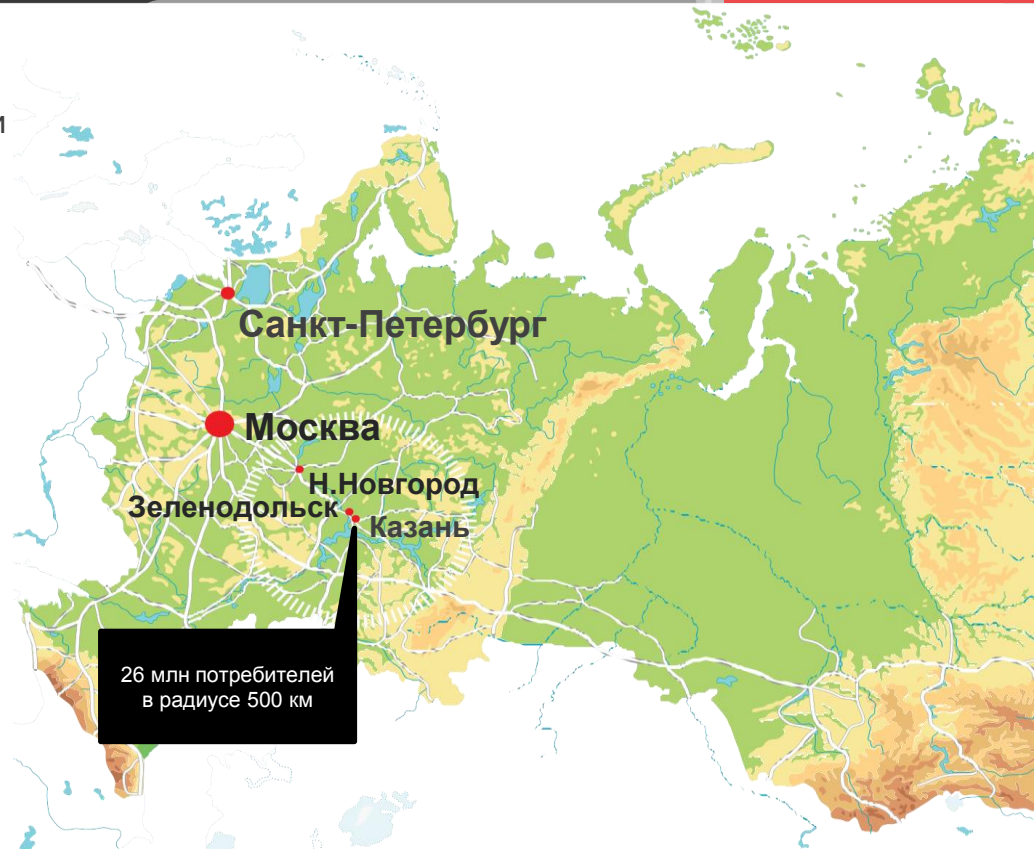 и
Санкт-Петербург
Москва
Н.Новгород
Зеленодольск
Казань
26 млн потребителей
в радиусе 500 км